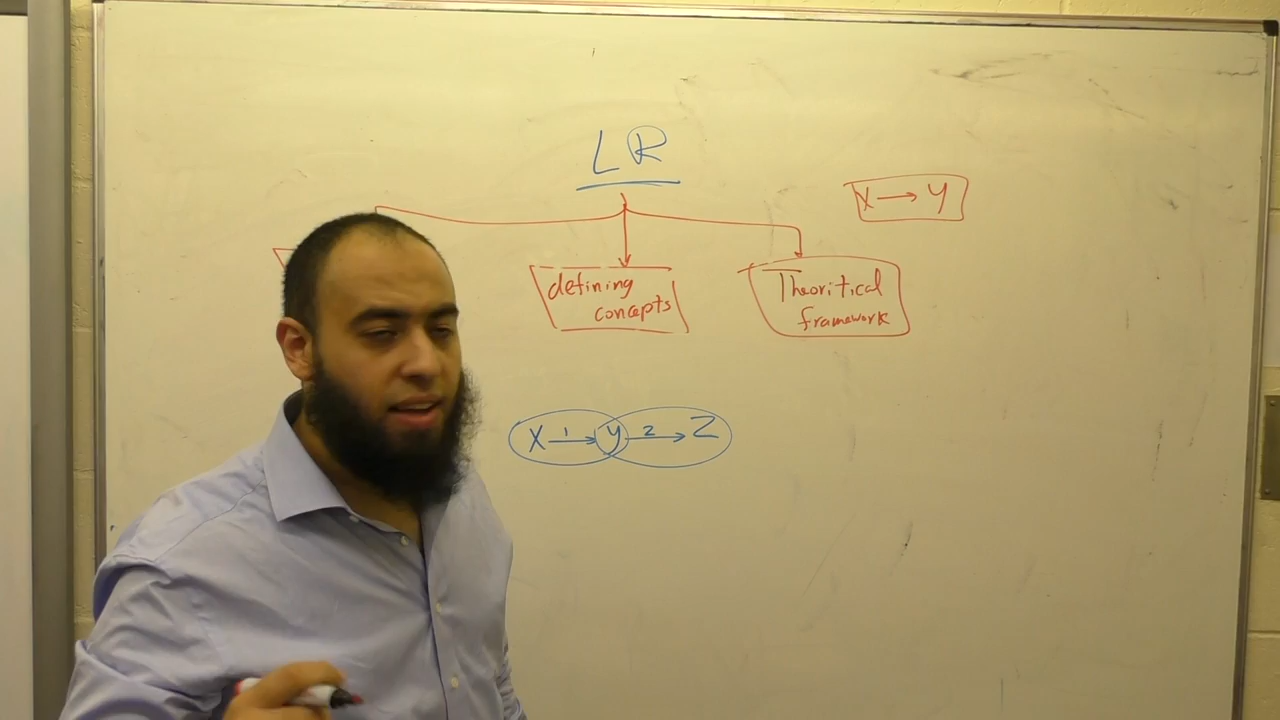 LR
X → Y
defining
concepts
Theoritical
framework
X 1→ Y 2→ Z